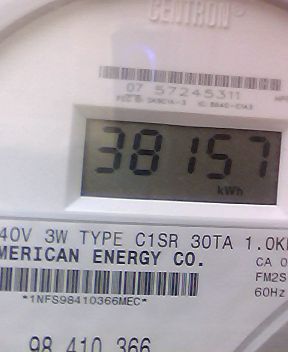 CENTRON®
07 57245311
38157
kWh
40V 3W TYPE C1SR 30TA 1.0K
MERICAN ENERGY CO.
CA 0
FM2S
*1NFS98410366MEC*
60Hz
98 410 366